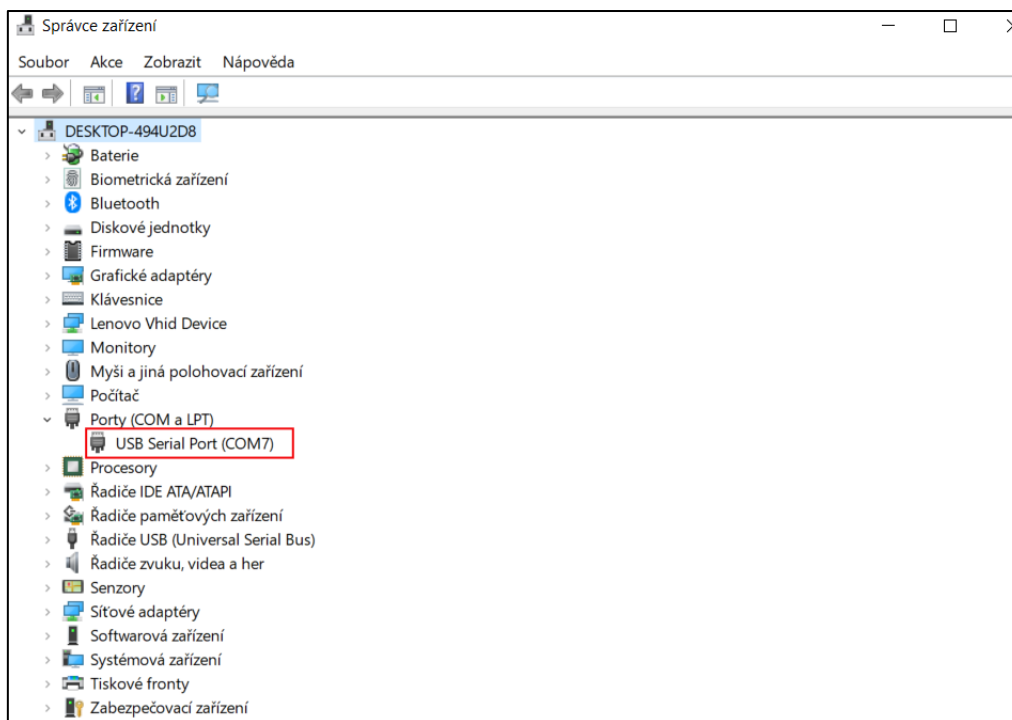 Správce zařízení
Soubor Akce Zobrazit Nápověda
DESKTOP-494U2D8
Baterie
Biometrická zařízení
Bluetooth
Diskové jednotky
Firmware
Grafické adaptéry
Klávesnice
Lenovo Vhid Device
Monitory
Myši a jiná polohovací zařízení
Počítač
Porty (COM a LPT)
USB Serial Port (COM7)
Procesory
Řadiče IDE ATA/ATAPI
Řadiče paměťových zařízení
Řadiče USB (Universal Serial Bus)
Řadiče zvuku, videa a her
Senzory
Síťové adaptéry
Softwarová zařízení
Systémová zařízení
Tiskové fronty
Zabezpečovací zařízení